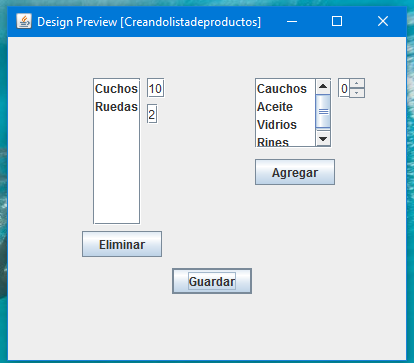 Design Preview [Creandolistadeproductos]
Cuchos 10
Ruedas
2
Cauchos 0
Aceite
Vidrios
Rines
Agregar
Eliminar
Guardar